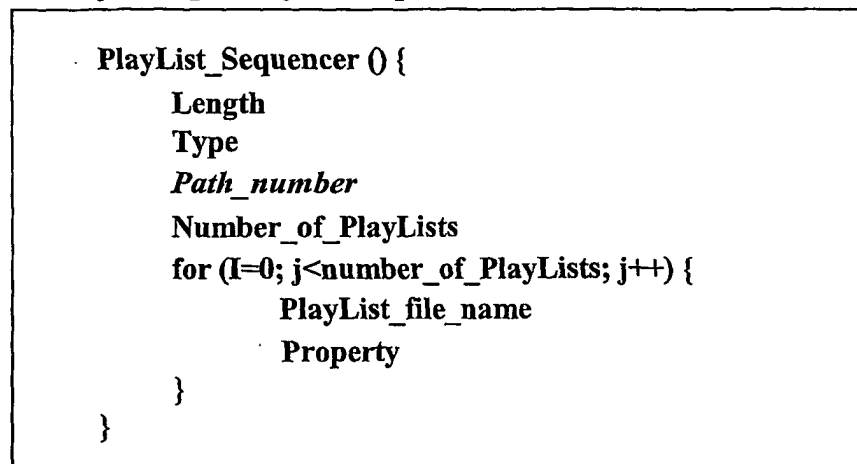 PlayList_Sequencer () {
Length
Type
Path_number
Number_of_PlayLists
for (I=0; j<number_of_PlayLists; j++) {
PlayList_file_name
Property
}
}